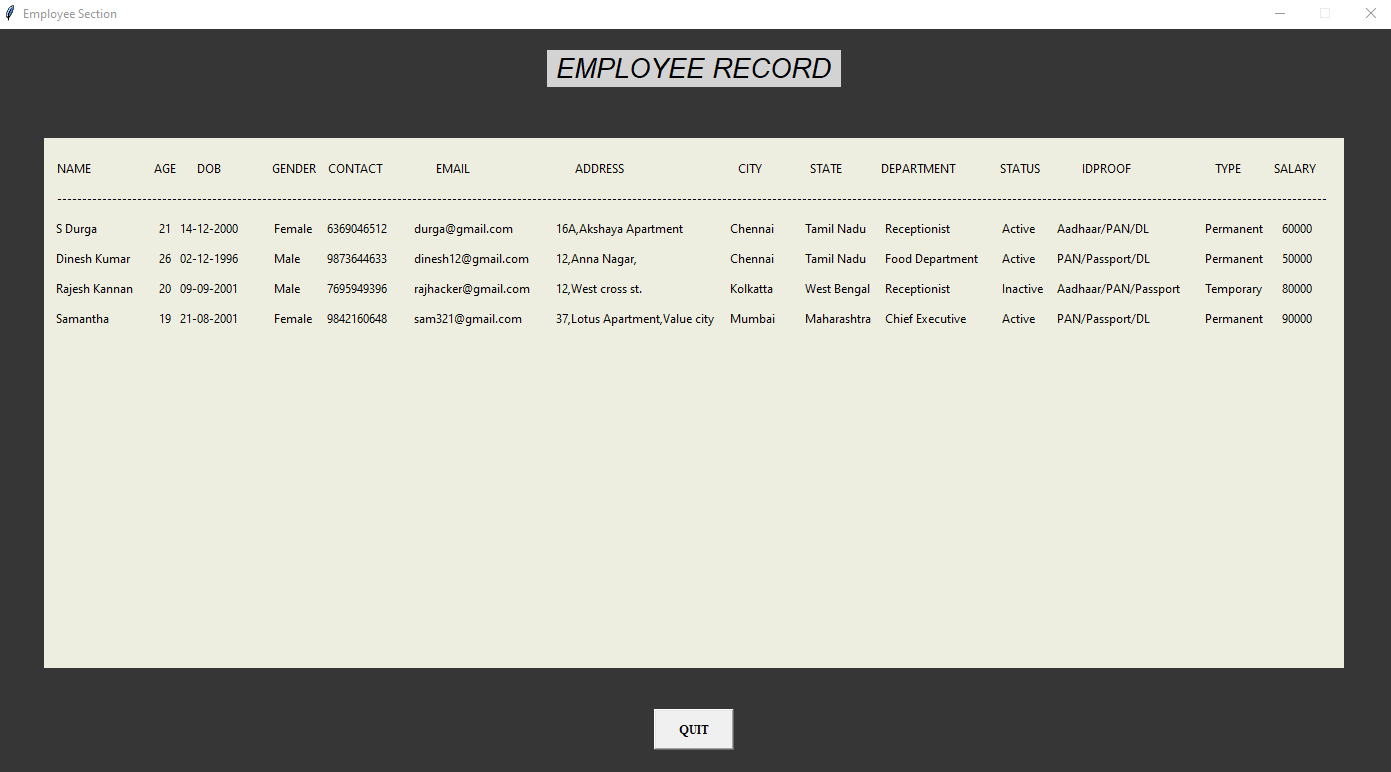 Employee Section
EMPLOYEE RECORD
NAME AGE DOB GENDER CONTACT EMAIL ADDRESS CITY STATE DEPARTMENT STATUS IDPROOF TYPE SALARY
S Durga 21 14-12-2000 Female 6369046512 durga@gmail.com 16A,Akshaya Apartment Chennai Tamil Nadu Receptionist Active Aadhaar/PAN/DL Permanent 60000
Dinesh Kumar 26 02-12-1996 Male 9873644633 dinesh12@gmail.com 12,Anna Nagar, Chennai Tamil Nadu Food Department Active PAN/Passport/DL Permanent 50000
Rajesh Kannan 20 09-09-2001 Male 7695949396 rajhacker@gmail.com 12,West cross st. Kolkatta West Bengal Receptionist Inactive Aadhaar/PAN/Passport Temporary 80000
Samantha 19 21-08-2001 Female 9842160648 sam321@gmail.com 37,Lotus Apartment,Value city Mumbai Maharashtra Chief Executive Active PAN/Passport/DL Permanent 90000
QUIT